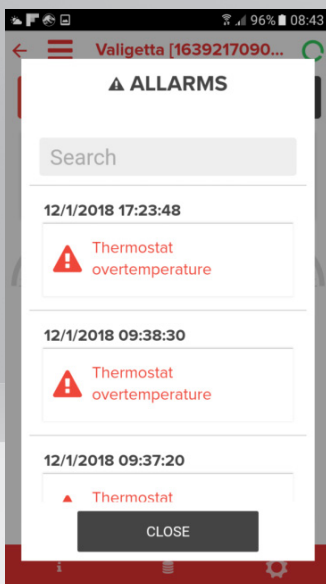 96% 08:43
Valigetta [1639217090...
ALLARMS
Search
12/1/2018 17:23:48
Thermostat
overtemperature
12/1/2018 09:38:30
Thermostat
overtemperature
12/1/2018 09:37:20
Thermostat
CLOSE